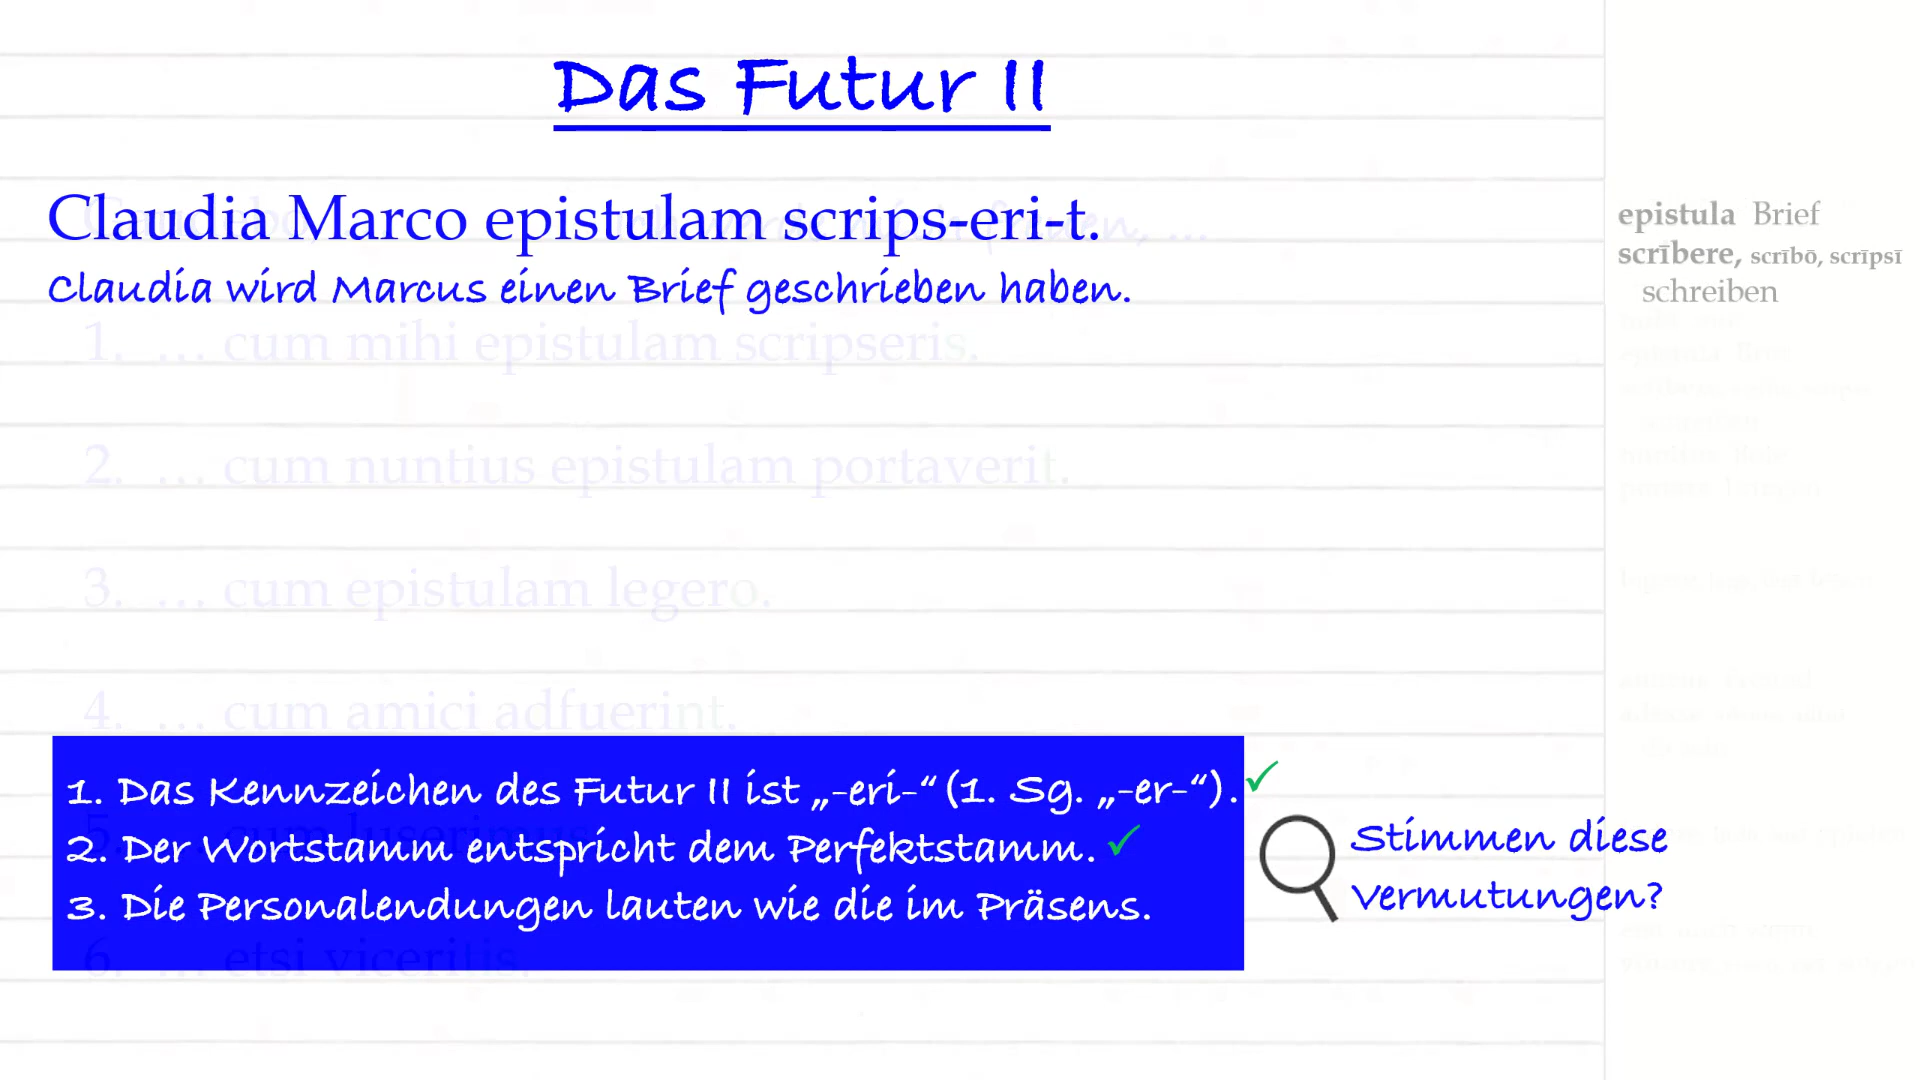 Das Futur II
Claudia Marco epistulam scrips-eri-t.
Claudia wird Marcus einen Brief geschrieben haben.
1. … cum mihi epistulam scripseris.
2. … cum nuntius epistulam portaverit.
3. … cum epistulam legero.
4. … cum amici adfuerint.
1. Das Kennzeichen des Futur II ist „-eri-“ (1. Sg. „-er-“). ✓
2. Der Wortstamm entspricht dem Perfektstamm. ✓
3. Die Personalendungen lauten wie die im Präsens.
5. … cum luserimus.
6. … etsi viceritis.
Stimmen diese
Vermutungen?
epistula Brief
scrībere, scrībō, scrīpsī
schreiben